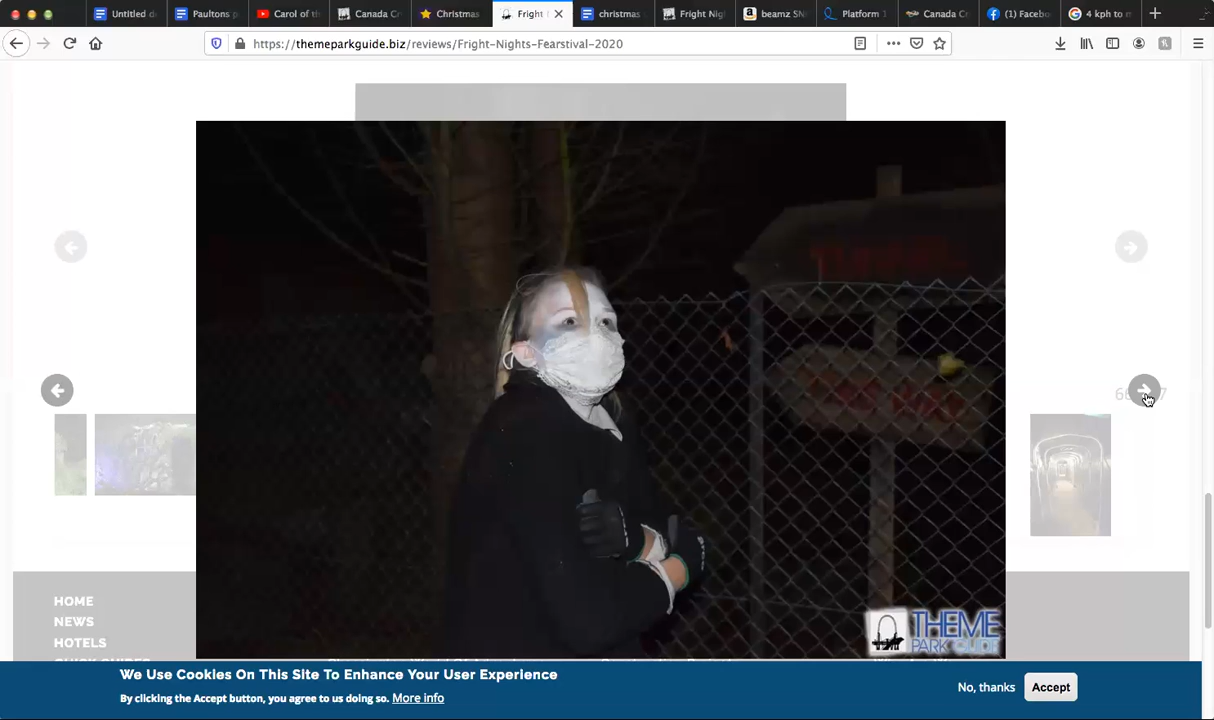 Untitled d
Paultons p
Carol of th
Canada Cr
Christmas
Fright
christmas
Fright Nig
beamz SN
Platform 1
Canada Cr
(1) Facebo
4 kph to m
https://themeparkguide.biz/reviews/Fright-Nights-Fearstival-2020
THEME
PARK GUIDE
HOME
NEWS
HOTELS
We Use Cookies On This Site To Enhance Your User Experience
By clicking the Accept button, you agree to us doing so. More info
No, thanks
Accept